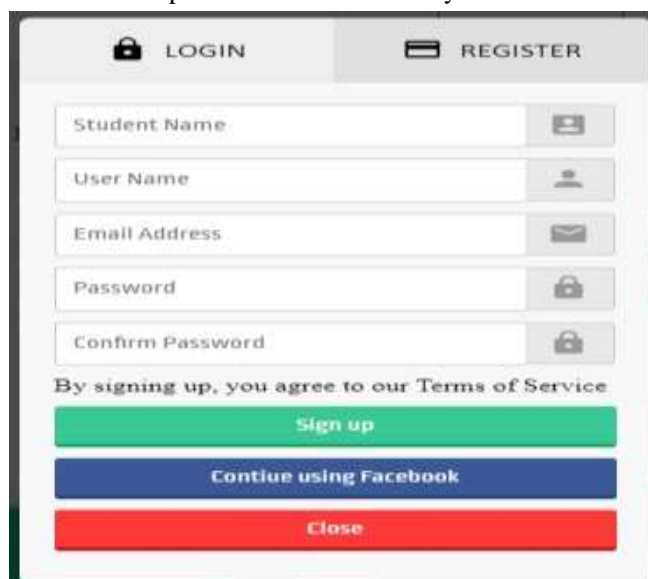 LOGIN REGISTER
Student Name
User Name
Email Address
Password
Confirm Password
By signing up, you agree to our Terms of Service
Sign up
Contiue using Facebook
Close